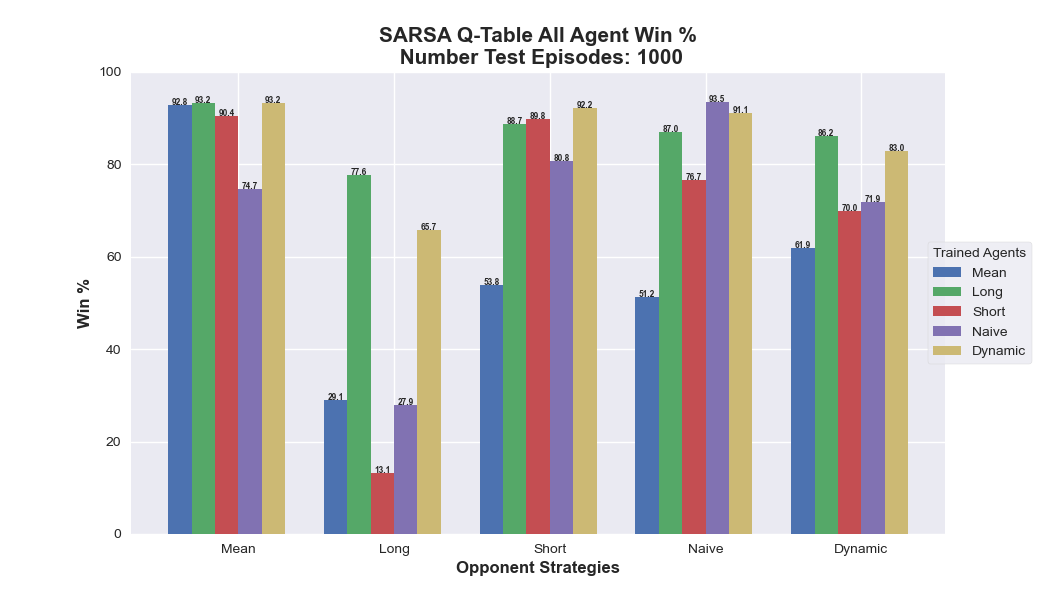 SARSA Q-Table All Agent Win %
Number Test Episodes: 1000
100
80
60
40
20
0
Win %
92.8
93.2
90.4
74.7
93.2
29.1
77.6
13.1
27.9
65.7
53.8
88.7
89.8
80.8
92.2
51.2
87.0
76.7
93.5
91.1
61.9
86.2
70.0
71.9
83.0
Mean
Long
Short
Naive
Dynamic
Opponent Strategies
Trained Agents
Mean
Long
Short
Naive
Dynamic